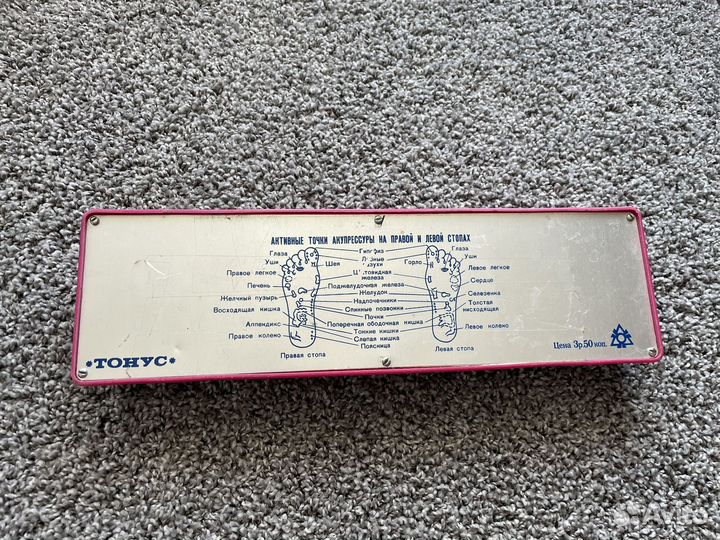 АКТИВНЫЕ ТОЧКИ АКУПРЕССУРЫ НА ПРАВОЙ И ЛЕВОЙ СТОПАХ
Глаза
Уши
Шея
Правое легкое
Печень
Желчный пузырь
Восходящая кишка
Аппендикс
Правое колено
Правая стопа
железа
Поджелудочная железа
Желудок
Надпочечники
Спинные позвонки
Почки
Поперечная ободочная кишка
Тонкие кишки
Слепая кишка
Поясница
Глаза
Уши
Горло
Левое легкое
Сердце
Селезенка
Толстая
нисходящая
Левое колено
Левая стопа
*ТОНУС*
Цена 3р.50 коп.
Avito